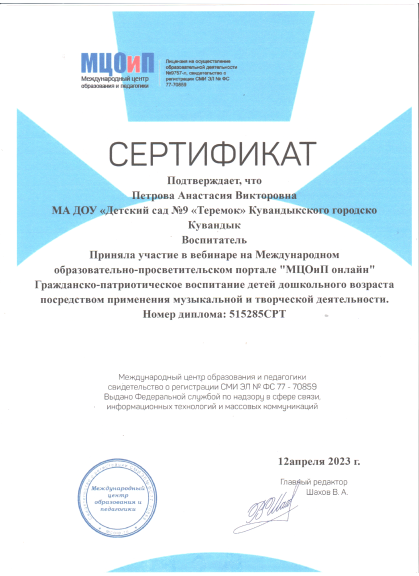 МЦОиП
Международный центр
образования и педагогики
Лицензия на осуществление
образовательной деятельности
№9757-л, свидетельство о
регистрации СМИ ЭЛ № ФС
77-70859
СЕРТИФИКАТ
Подтверждает, что
Петрова Анастасия Викторовна
МА ДОУ «Детский сад №9 «Теремок» Кувандыкского городско
Кувандык
Воспитатель
Приняла участие в вебинаре на Международном
образовательно-просветительском портале "МЦОиП онлайн"
Гражданско-патриотическое воспитание детей дошкольного возраста
посредством применения музыкальной и творческой деятельности.
Номер диплома: 515285СРТ
Международный центр образования и педагогики
свидетельство о регистрации СМИ ЭЛ № ФС 77 - 70859
Выдано Федеральной службой по надзору в сфере связи,
информационных технологий и массовых коммуникаций
12апреля 2023 г.
Главный редактор
Шахов В. А.
Международный
центр
образования и
педагогики